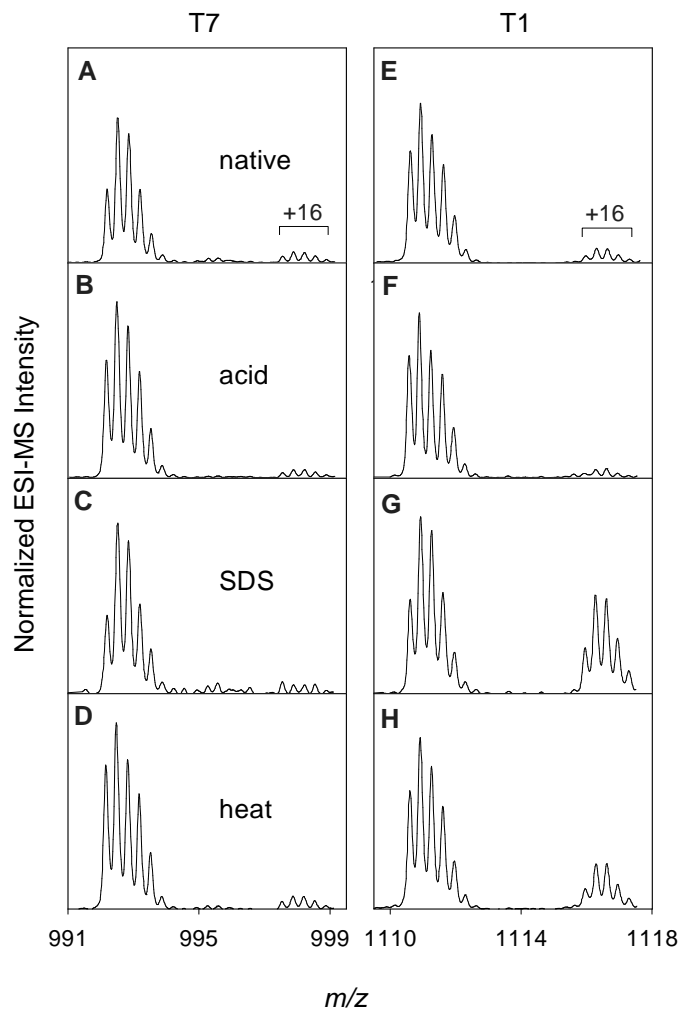 T7
T1
A
E
native
+16
+16
B
F
acid
C
G
SDS
D
H
heat
Normalized ESI-MS Intensity
991
995
999
1110
1114
1118
m/z